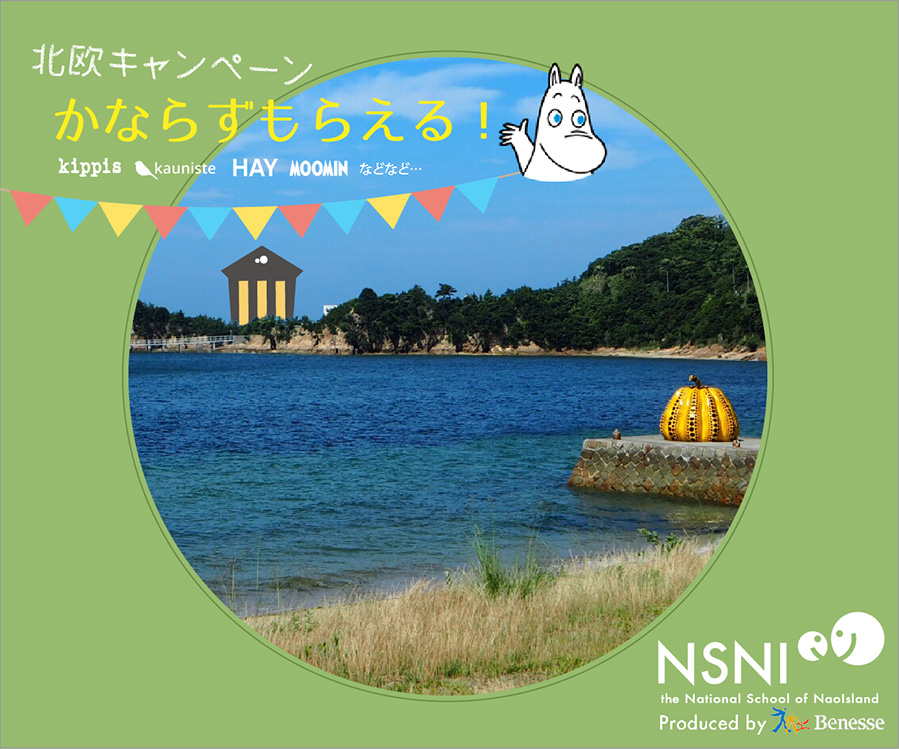 北欧キャンペーン
かならずもらえる！
kippis kauniste HAY MOOMIN などなど…
NSNI
the National School of NaoIsland
Produced by Benesse